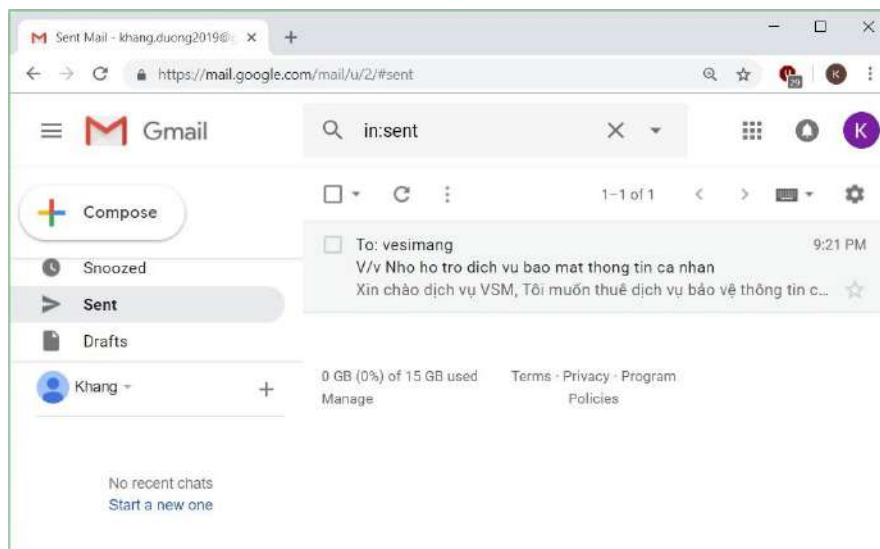 Sent Mail - khang.duong2019@
https://mail.google.com/mail/u/2/#sent
29
K
Gmail
in:sent
K
Compose
1–1 of 1
Snoozed
Sent
Drafts
To: vesimang
9:21 PM
V/v Nho ho tro dich vu bao mat thong tin ca nhan
Xin chào dịch vụ VSM, Tôi muốn thuê dịch vụ bảo vệ thông tin c...
Khang
0 GB (0%) of 15 GB used
Manage
Terms · Privacy · Program
Policies
No recent chats
Start a new one